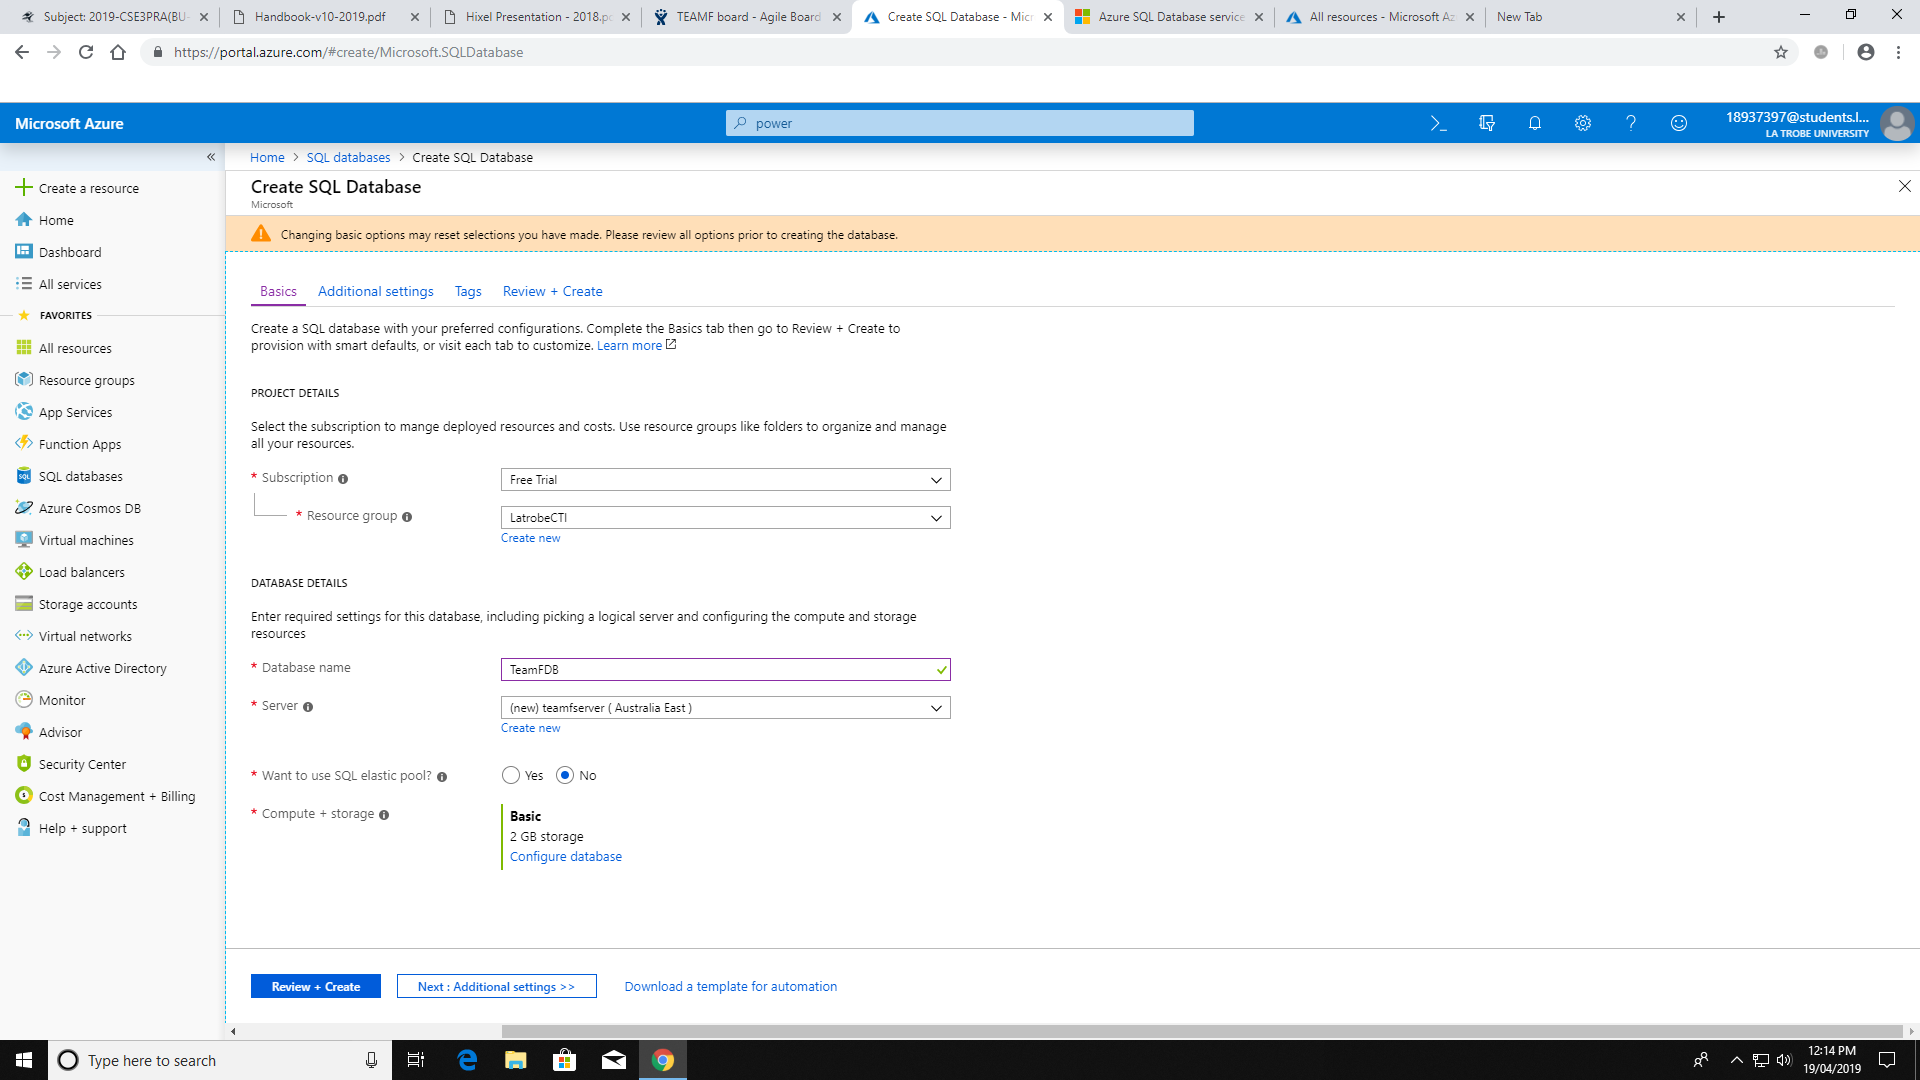 Subject: 2019-CSE3PRA(BU-
Handbook-v10-2019.pdf
Hixel Presentation - 2018.p
TEAMF board - Agile Board
Create SQL Database - Micr
Azure SQL Database service
All resources - Microsoft Az
New Tab
https://portal.azure.com/#create/Microsoft.SQLDatabase
Microsoft Azure
power
18937397@students.l...
LA TROBE UNIVERSITY
Home > SQL databases > Create SQL Database
Create a resource
Home
Dashboard
All services
FAVORITES
All resources
Resource groups
App Services
Function Apps
SQL databases
Azure Cosmos DB
Virtual machines
Load balancers
Storage accounts
Virtual networks
Azure Active Directory
Monitor
Advisor
Security Center
Cost Management + Billing
Help + support
Create SQL Database
Microsoft
Changing basic options may reset selections you have made. Please review all options prior to creating the database.
Basics
Additional settings
Tags
Review + Create
Create a SQL database with your preferred configurations. Complete the Basics tab then go to Review + Create to
provision with smart defaults, or visit each tab to customize. Learn more
PROJECT DETAILS
Select the subscription to mange deployed resources and costs. Use resource groups like folders to organize and manage
all your resources.
* Subscription
Free Trial
* Resource group
LatrobeCTI
Create new
DATABASE DETAILS
Enter required settings for this database, including picking a logical server and configuring the compute and storage
resources
* Database name
TeamFDB
* Server
(new) teamfserver ( Australia East )
Create new
* Want to use SQL elastic pool?
Yes
No
* Compute + storage
Basic
2 GB storage
Configure database
Review + Create
Next : Additional settings >>
Download a template for automation
Type here to search
12:14 PM
19/04/2019